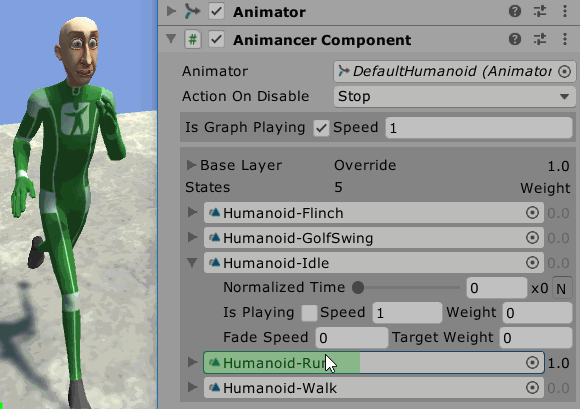 Animator
# Animancer Component
Animator DefaultHumanoid (Animator
Action On Disable Stop
Is Graph Playing Speed 1
Base Layer Override 1.0
States 5 Weight
Humanoid-Flinch 0.0
Humanoid-GolfSwing 0.0
Humanoid-Idle 0.0
Normalized Time 0 x0 N
Is Playing Speed 1 Weight 0
Fade Speed 0 Target Weight 0
Humanoid-Run 1.0
Humanoid-Walk 0.0